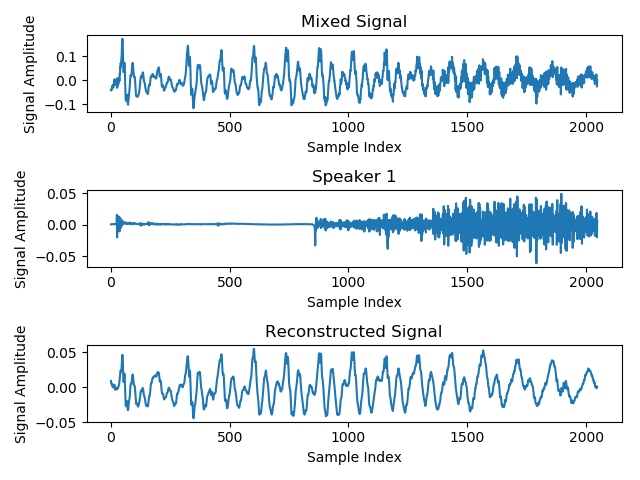 Mixed Signal
Signal Amplitude
0.1
0.0
−0.1
0 500 1000 1500 2000
Sample Index
Speaker 1
Signal Amplitude
0.05
0.00
−0.05
0 500 1000 1500 2000
Sample Index
Reconstructed Signal
Signal Amplitude
0.05
0.00
−0.05
0 500 1000 1500 2000
Sample Index